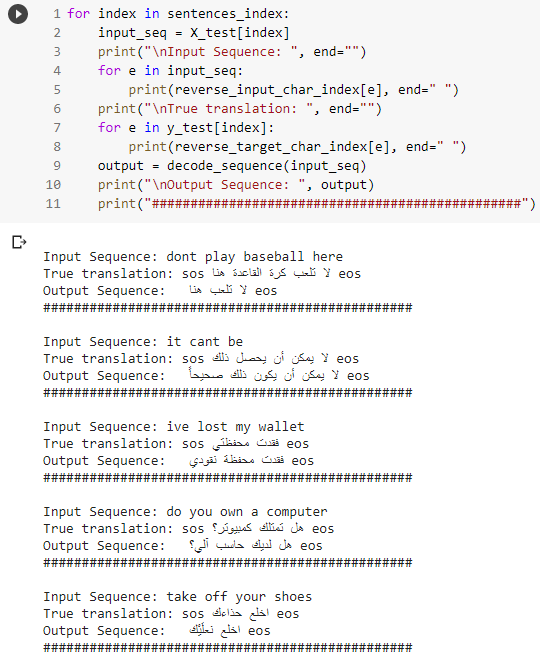 1 for index in sentences_index:
2 input_seq = X_test[index]
3 print("\nInput Sequence: ", end="")
4 for e in input_seq:
5 print(reverse_input_char_index[e], end=" ")
6 print("\nTrue translation: ", end="")
7 for e in y_test[index]:
8 print(reverse_target_char_index[e], end=" ")
9 output = decode_sequence(input_seq)
10 print("\nOutput Sequence: ", output)
11 print("################################################")
Input Sequence: dont play baseball here
True translation: sos لا تلعب كرة القاعدة هنا eos
Output Sequence: لا تلعب هنا eos
################################################
Input Sequence: it cant be
True translation: sos لا يمكن أن يحصل ذلك eos
Output Sequence: لا يمكن أن يكون ذلك صحيحاً eos
################################################
Input Sequence: ive lost my wallet
True translation: sos فقدت محفظتي eos
Output Sequence: فقدت محفظة نقودي eos
################################################
Input Sequence: do you own a computer
True translation: sos هل تمتلك كمبيوتر؟ eos
Output Sequence: هل لديك حاسب آلي؟ eos
################################################
Input Sequence: take off your shoes
True translation: sos اخلع حذاءك eos
Output Sequence: اخلع نعلَيْك eos
################################################